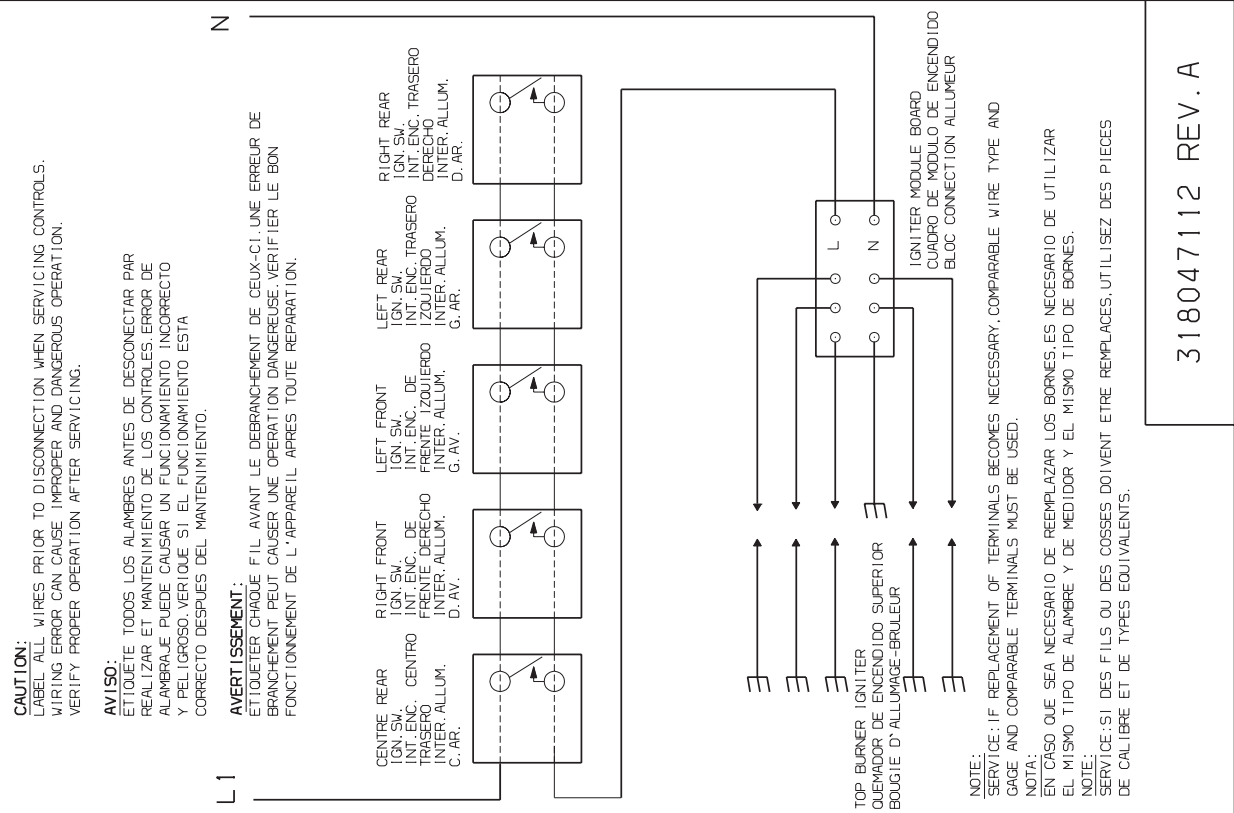 CAUTION:
LABEL ALL WIRES PRIOR TO DISCONNECTION WHEN SERVICING CONTROLS.
WIRING ERROR CAN CAUSE IMPROPER AND DANGEROUS OPERATION.
VERIFY PROPER OPERATION AFTER SERVICING.
AVISO:
ETIQUETE TODOS LOS ALAMBRES ANTES DE DESCONECTAR PAR
REALIZAR ET MANTENIMIENTO DE LOS CONTROLES.ERROR DE
ALAMBRAJE PUEDE CAUSAR UN FUNCIONAMIENTO INCORRECTO
Y PELIGROSO.VERIQUE SI EL FUNCIONAMIENTO ESTA
CORRECTO DESPUES DEL MANTENIMIENTO.
AVERTISSEMENT:
ETIQUETER CHAQUE FIL AVANT LE DEBRANCHEMENT DE CEUX-CI.UNE ERREUR DE
BRANCHEMENT PEUT CAUSER UNE OPERATION DANGEREUSE.VERIFIER LE BON
FONCTIONNEMENT DE L'APPAREIL APRES TOUTE REPARATION.
L1
N
CENTRE REAR
IGN. SW.
INT. ENC. CENTRO
TRASERO
INTER. ALLUM.
C. AR.
RIGHT FRONT
IGN. SW.
INT. ENC. DE
FRENTE DERECHO
INTER. ALLUM.
D. AV.
LEFT FRONT
IGN. SW.
INT. ENC. DE
FRENTE IZQUIERDO
INTER. ALLUM.
G. AV.
LEFT REAR
IGN. SW.
INT. ENC. TRASERO
IZQUIERDO
INTER. ALLUM.
G. AR.
RIGHT REAR
IGN. SW.
INT. ENC. TRASERO
DERECHO
INTER. ALLUM.
D. AR.
L
N
IGNITER MODULE BOARD
CUADRO DE MODULO DE ENCENDIDO
BLOC CONNECTION ALLUMEUR
TOP BURNER IGNITER
QUEMADOR DE ENCENDIDO SUPERIOR
BOUGIE D`ALLUMAGE-BRULEUR
NOTE:
SERVICE:IF REPLACEMENT OF TERMINALS BECOMES NECESSARY,COMPARABLE WIRE TYPE AND
GAGE AND COMPARABLE TERMINALS MUST BE USED.
NOTA:
EN CASO QUE SEA NECESARIO DE REEMPLAZAR LOS BORNES,ES NECESARIO DE UTILIZAR
EL MISMO TIPO DE ALAMBRE Y DE MEDIDOR Y EL MISMO TIPO DE BORNES.
NOTE:
SERVICE:SI DES FILS OU DES COSSES DOIVENT ETRE REMPLACES,UTILISEZ DES PIECES
DE CALIBRE ET DE TYPES EQUIVALENTS.
318047112 REV.A